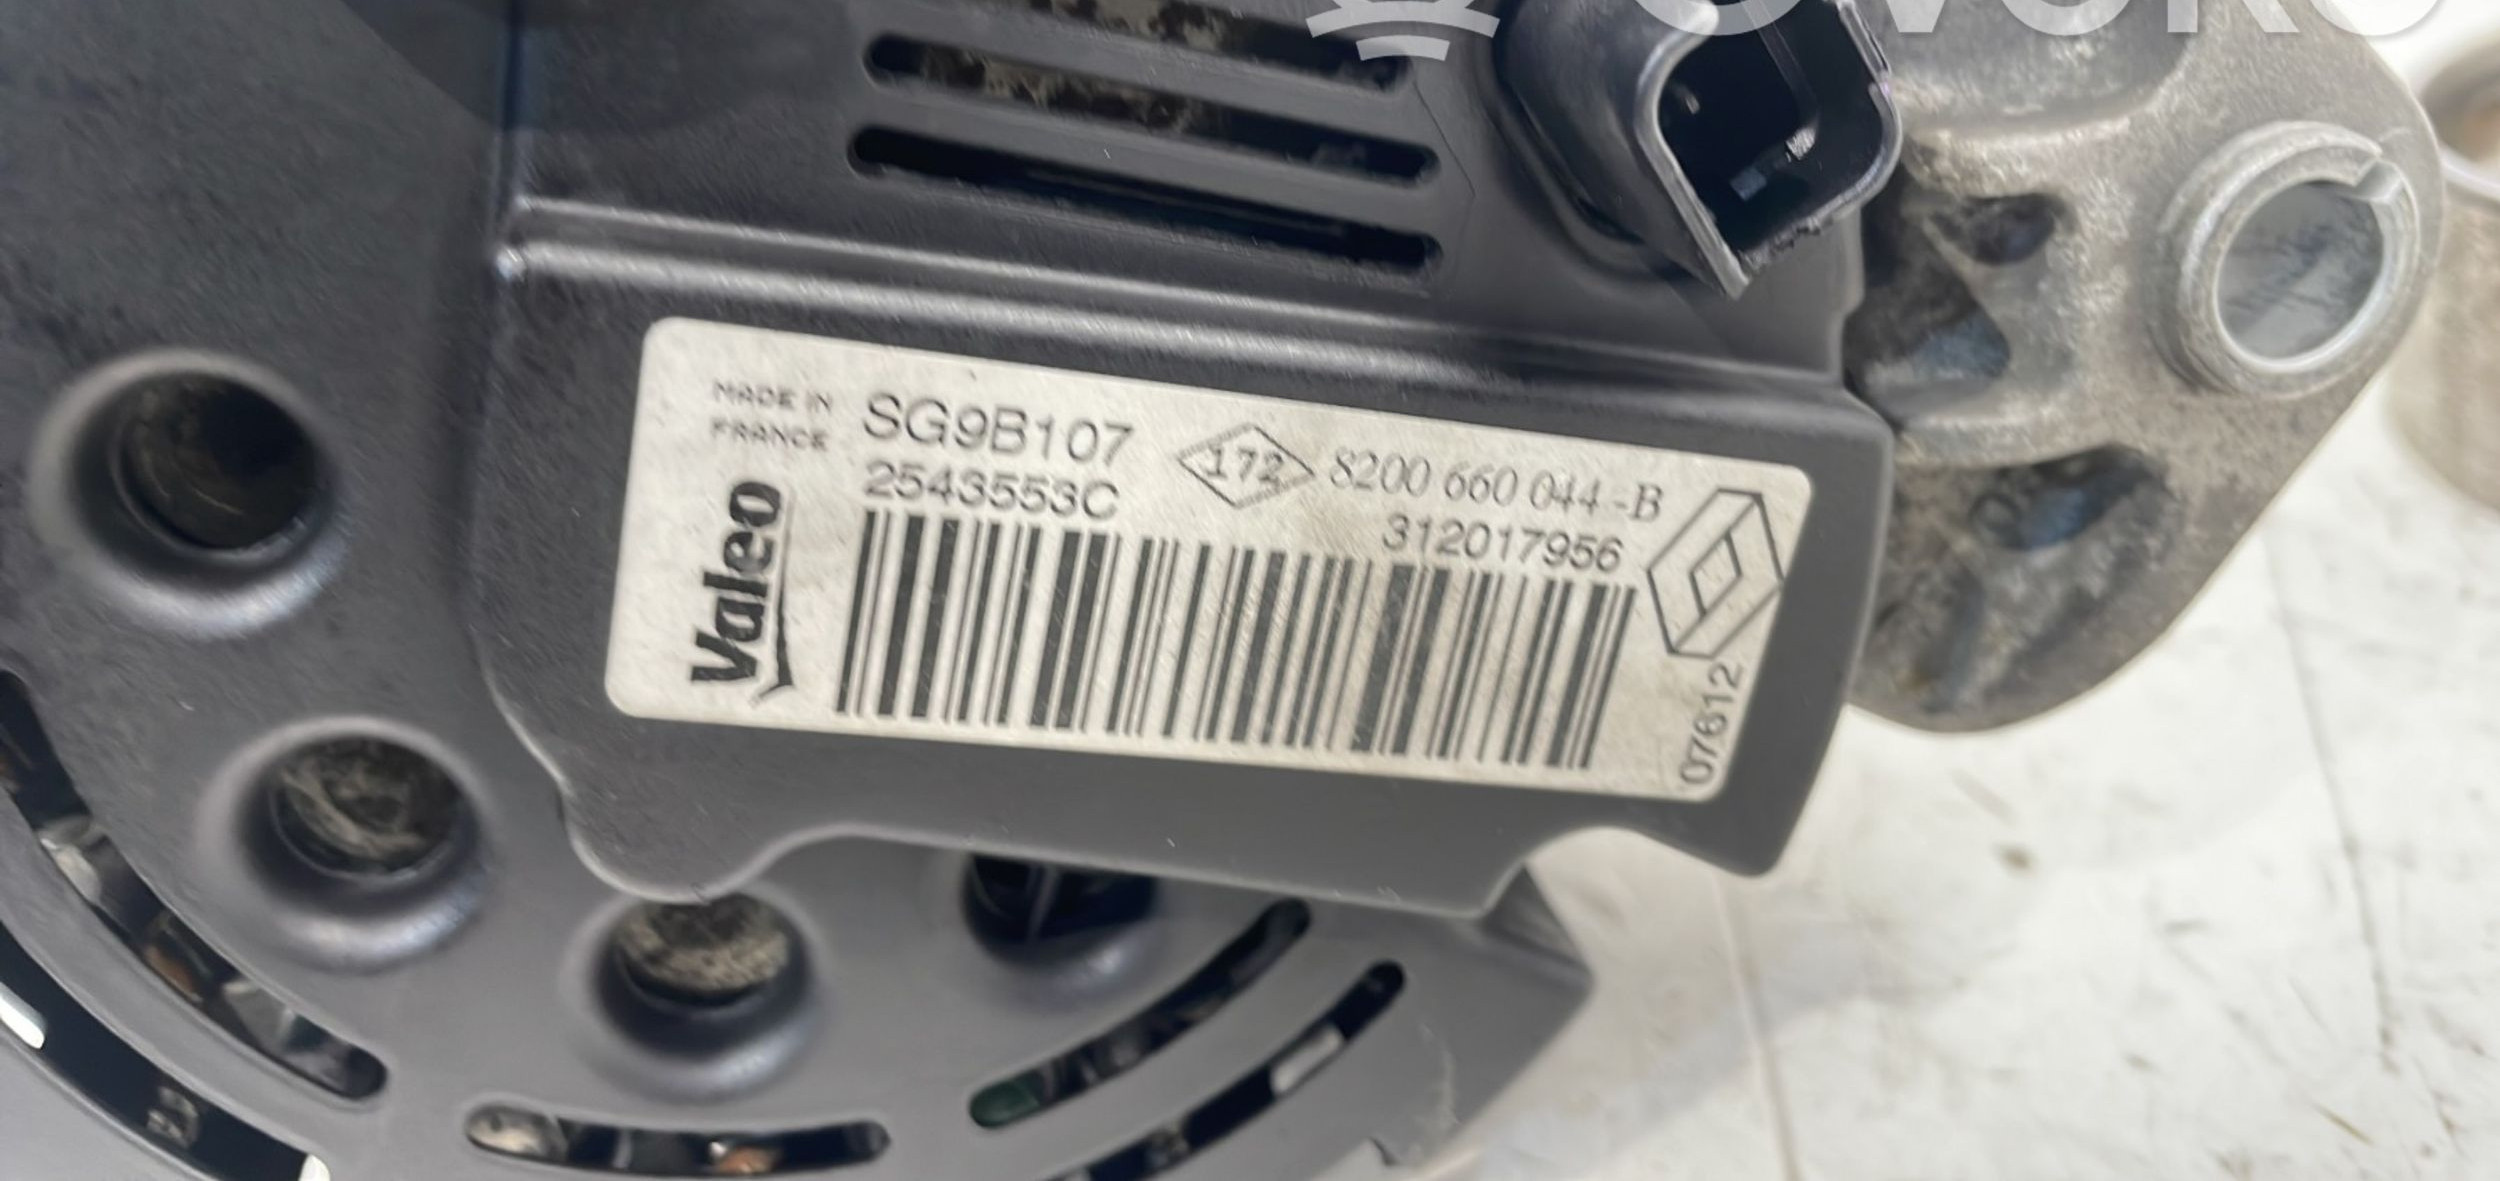 MADE IN
FRANCE
SG9B107
2543553C
172
8200 660 044 -B
312017956
Valeo
07612